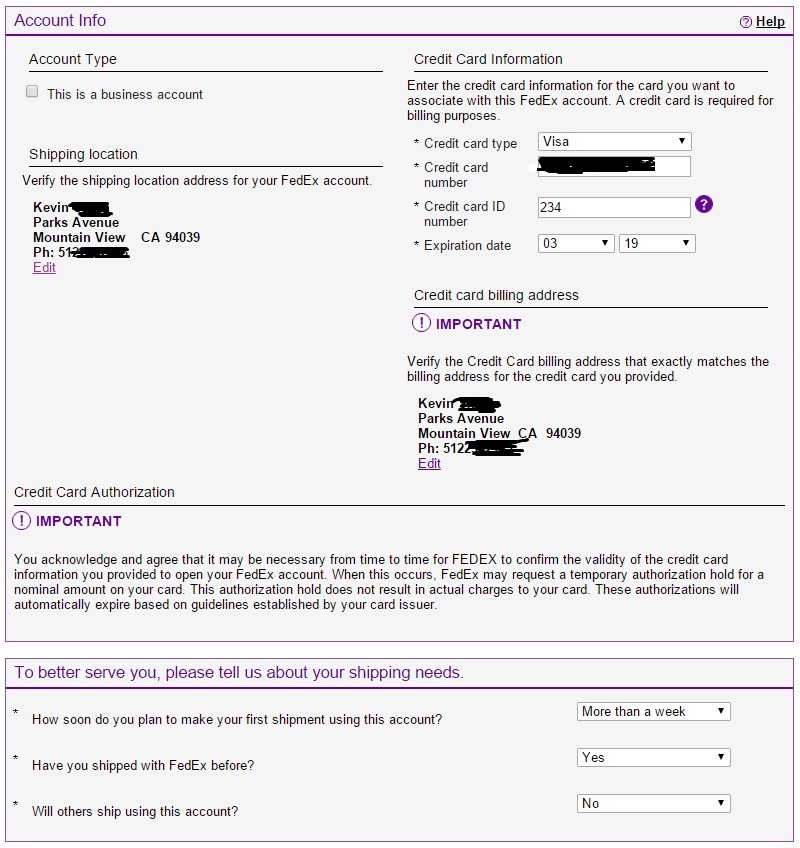 Account Info
? Help
Account Type
This is a business account
Shipping location
Verify the shipping location address for your FedEx account.
Kevin
Parks Avenue
Mountain View CA 94039
Ph: 512
Edit
Credit Card Information
Enter the credit card information for the card you want to
associate with this FedEx account. A credit card is required for
billing purposes.
* Credit card type Visa
* Credit card
number
* Credit card ID 234 ?
number
* Expiration date 03 19
Credit card billing address
! IMPORTANT
Verify the Credit Card billing address that exactly matches the
billing address for the credit card you provided.
Kevin
Parks Avenue
Mountain View CA 94039
Ph: 5122
Edit
Credit Card Authorization
! IMPORTANT
You acknowledge and agree that it may be necessary from time to time for FEDEX to confirm the validity of the credit card
information you provided to open your FedEx account. When this occurs, FedEx may request a temporary authorization hold for a
nominal amount on your card. This authorization hold does not result in actual charges to your card. These authorizations will
automatically expire based on guidelines established by your card issuer.
To better serve you, please tell us about your shipping needs.
* How soon do you plan to make your first shipment using this account? More than a week
* Have you shipped with FedEx before? Yes
* Will others ship using this account? No